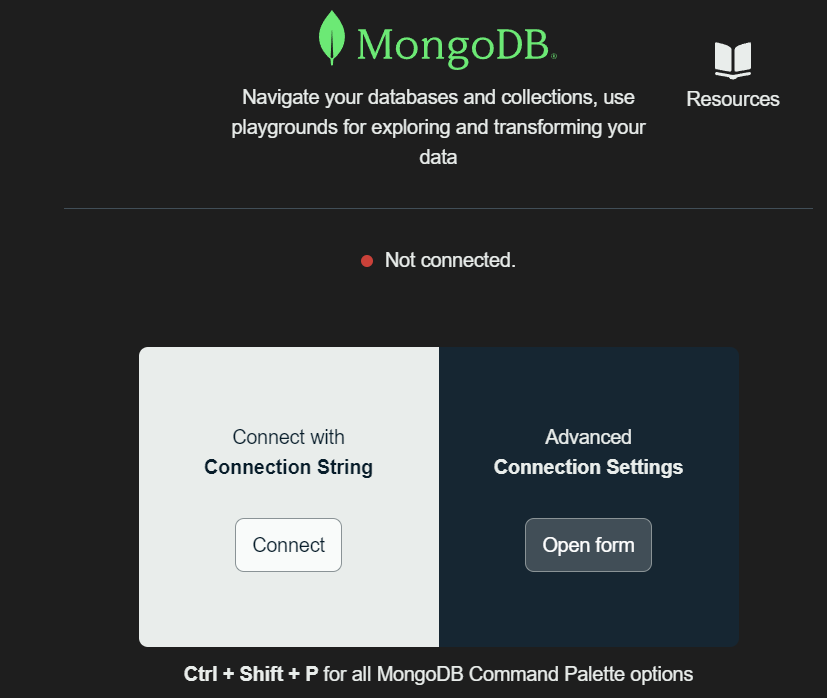 MongoDB®
Resources
Navigate your databases and collections, use
playgrounds for exploring and transforming your
data
Not connected.
Connect with
Connection String
Connect
Advanced
Connection Settings
Open form
Ctrl + Shift + P for all MongoDB Command Palette options